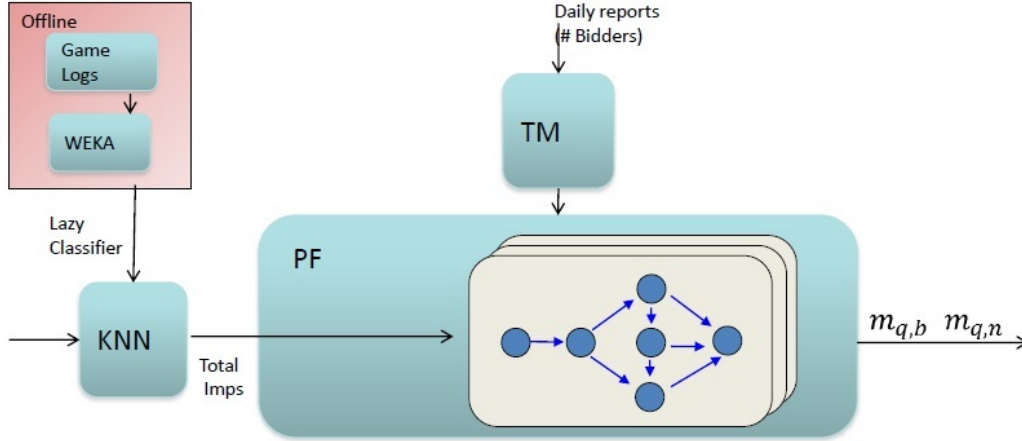 Offline
Game
Logs
WEKA
Lazy
Classifier
KNN
Total
Imps
Daily reports
(# Bidders)
TM
PF
m_{q,b} m_{q,n}